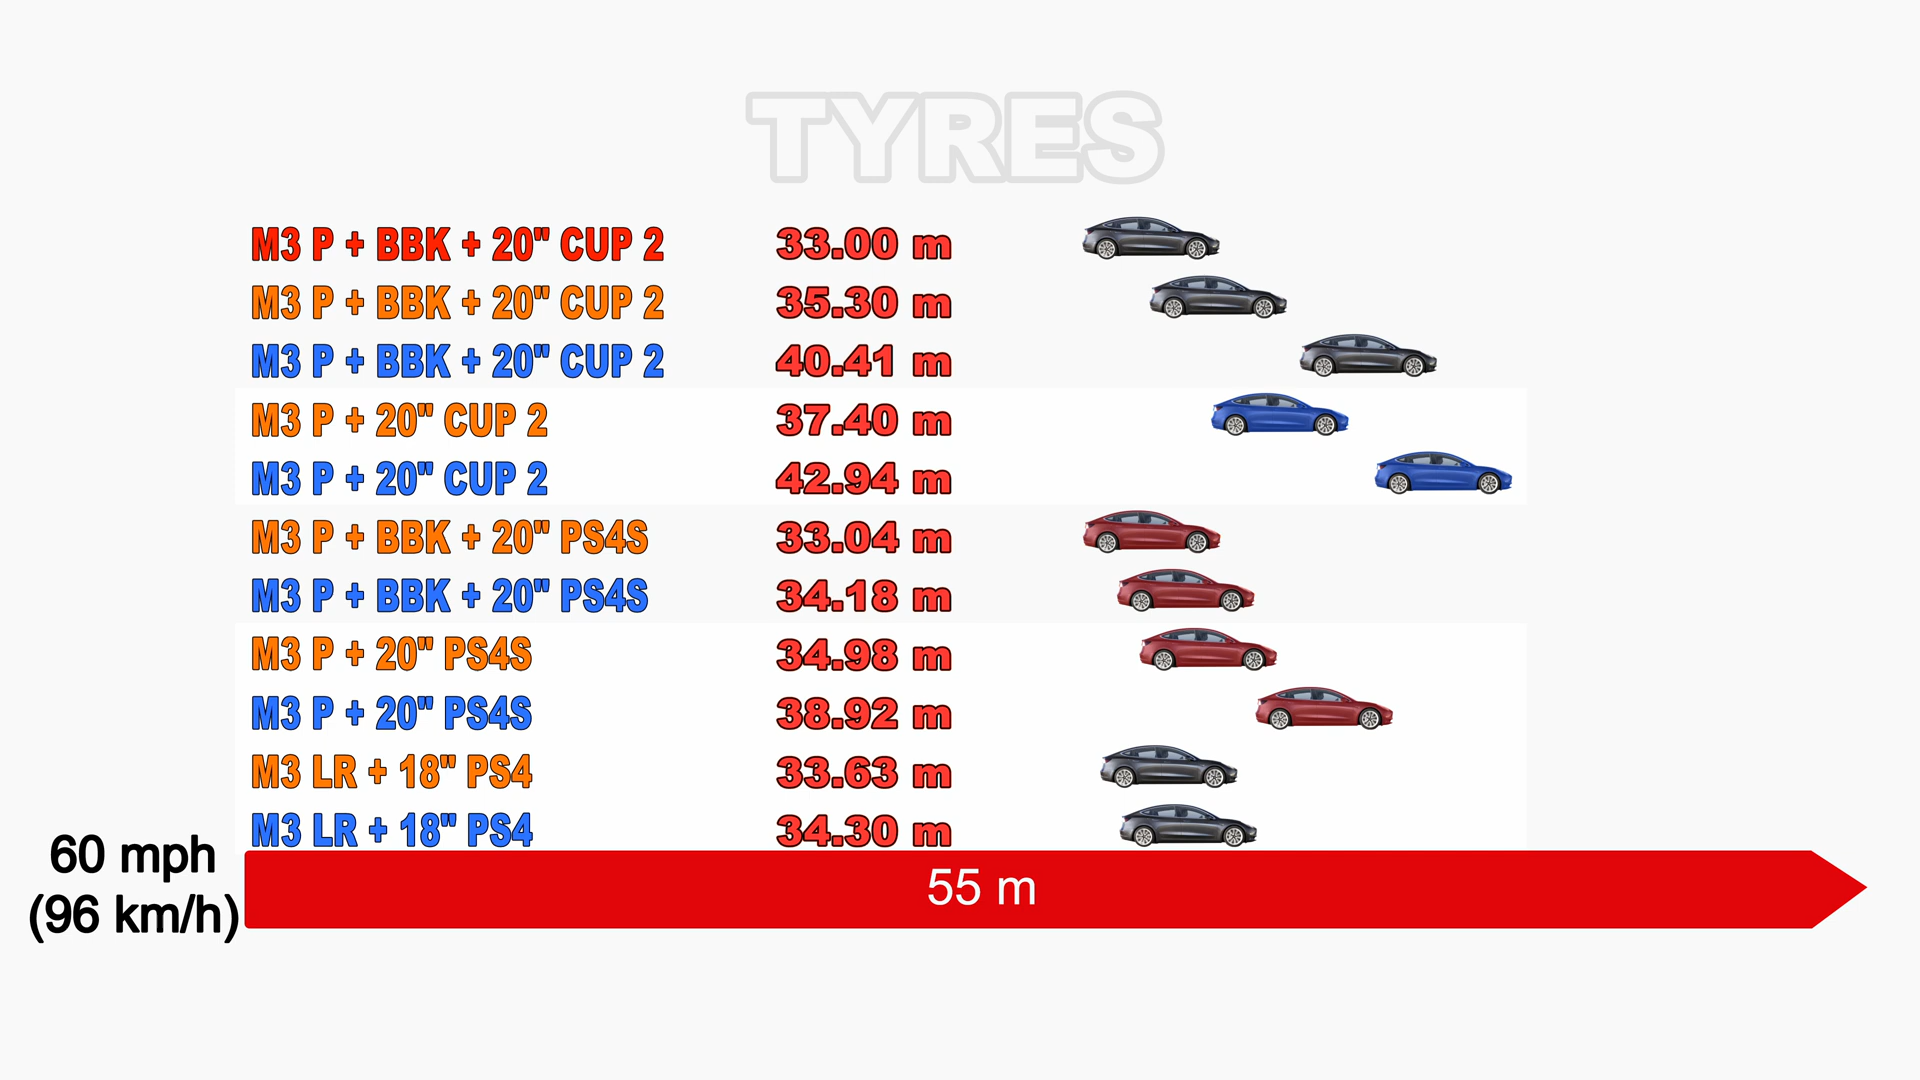 TYRES
M3 P + BBK + 20" CUP 2 33.00 m
M3 P + BBK + 20" CUP 2 35.30 m
M3 P + BBK + 20" CUP 2 40.41 m
M3 P + 20" CUP 2 37.40 m
M3 P + 20" CUP 2 42.94 m
M3 P + BBK + 20" PS4S 33.04 m
M3 P + BBK + 20" PS4S 34.18 m
M3 P + 20" PS4S 34.98 m
M3 P + 20" PS4S 38.92 m
M3 LR + 18" PS4 33.63 m
M3 LR + 18" PS4 34.30 m
60 mph
(96 km/h)
55 m